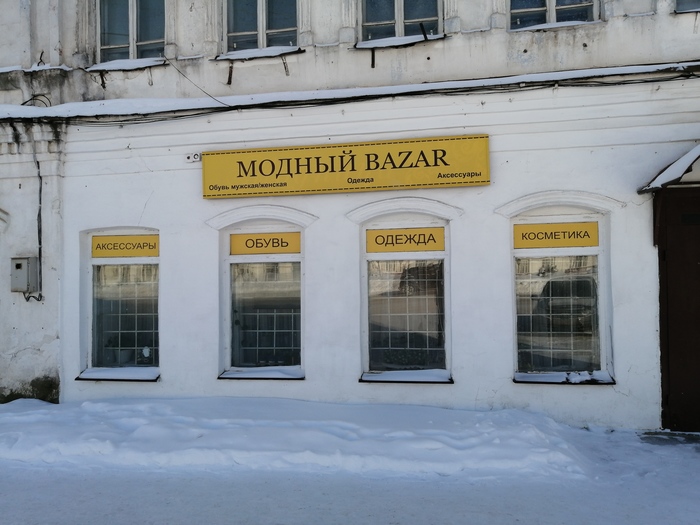 МОДНЫЙ BAZAR
Обувь мужская/женская Одежда Аксессуары
АКСЕССУАРЫ ОБУВЬ ОДЕЖДА КОСМЕТИКА